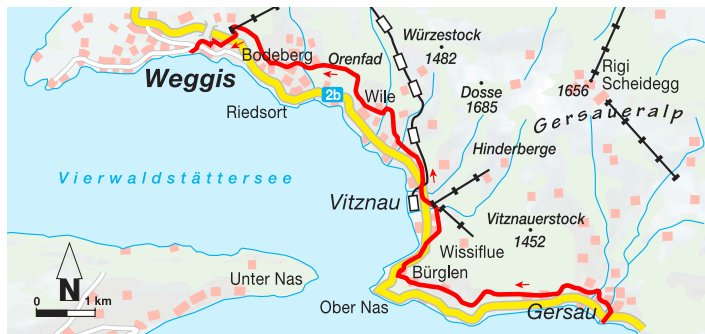 Bodeberg
Orenfad
Würzestock
1482
Weggis
Rigi
Scheidegg
1656
Dosse
1685
2b
Wile
Riedsort
Gersaueralp
Hinderberge
Vierwaldstättersee
Vitznau
Vitznauerstock
1452
Wissiflue
Unter Nas
Bürglen
N
0 1 km
Ober Nas
Gersau